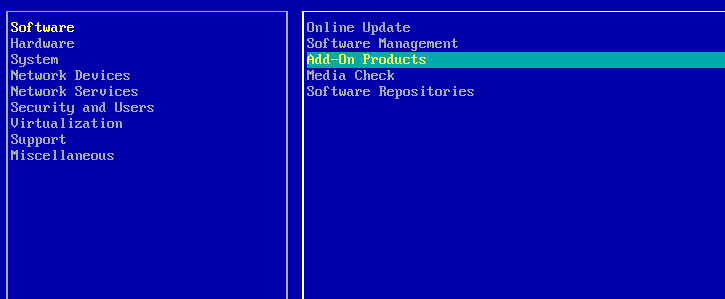 Software
Hardware
System
Network Devices
Network Services
Security and Users
Virtualization
Support
Miscellaneous
Online Update
Software Management
Add-On Products
Media Check
Software Repositories